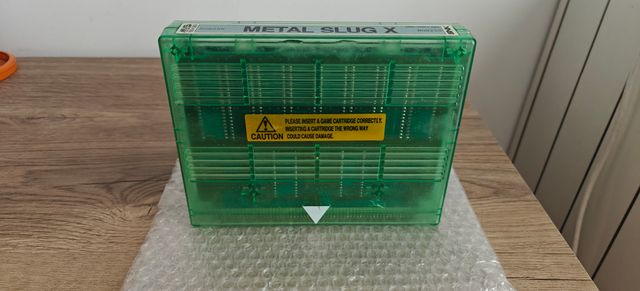 METAL SLUG X
PLEASE INSERT A GAME CARTRIDGE CORRECTLY.
INSERTING A CARTRIDGE THE WRONG WAY
COULD CAUSE DAMAGE.
CAUTION